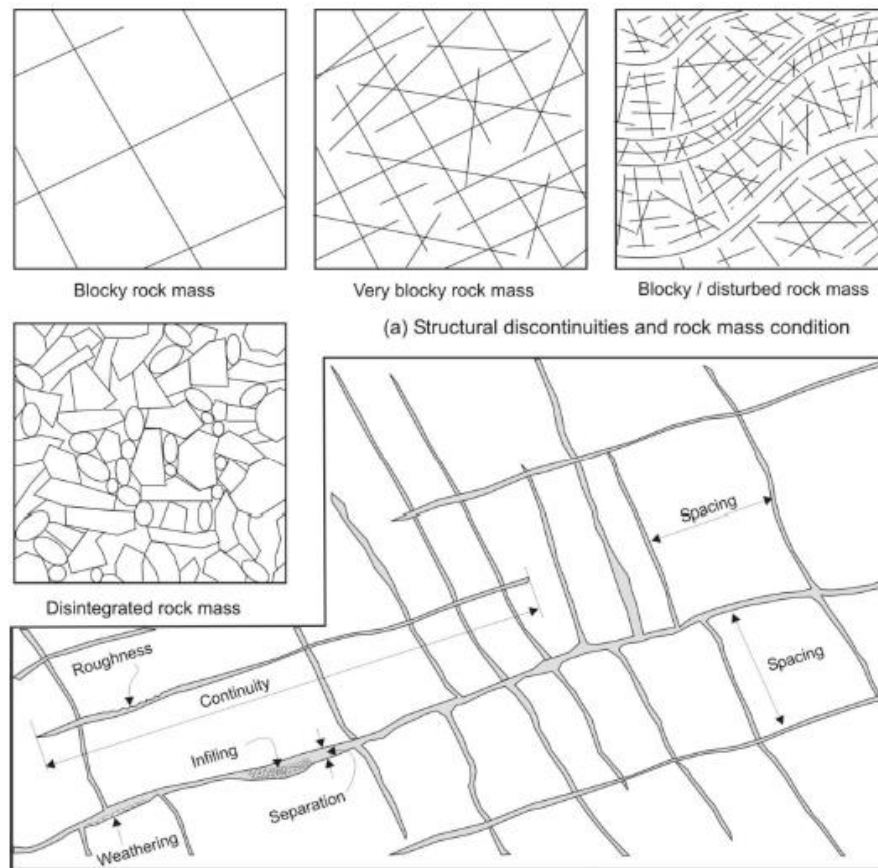 Blocky rock mass
Very blocky rock mass
Blocky / disturbed rock mass
(a) Structural discontinuities and rock mass condition
Disintegrated rock mass
Spacing
Roughness
Continuity
Spacing
Infiling
Separation
Weathering